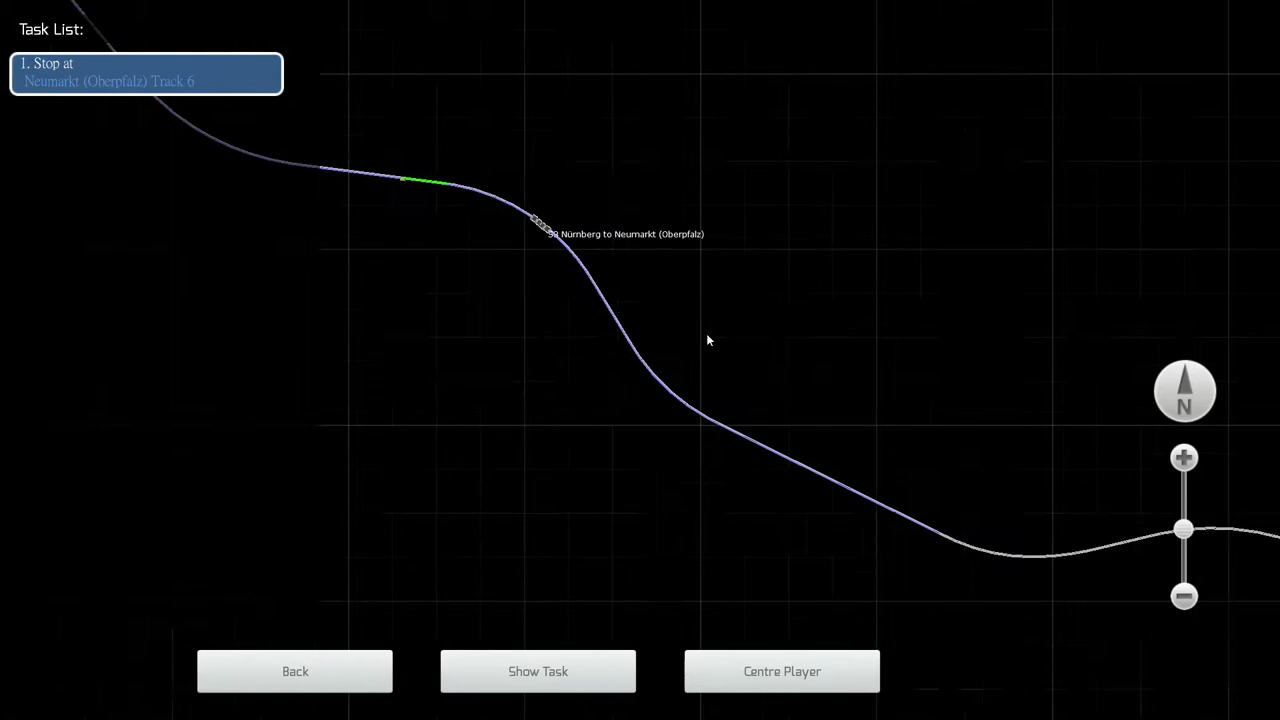 Task List:
1. Stop at
Neumarkt (Oberpfalz) Track 6
Nürnberg to Neumarkt (Oberpfalz)
N
Back
Show Task
Centre Player